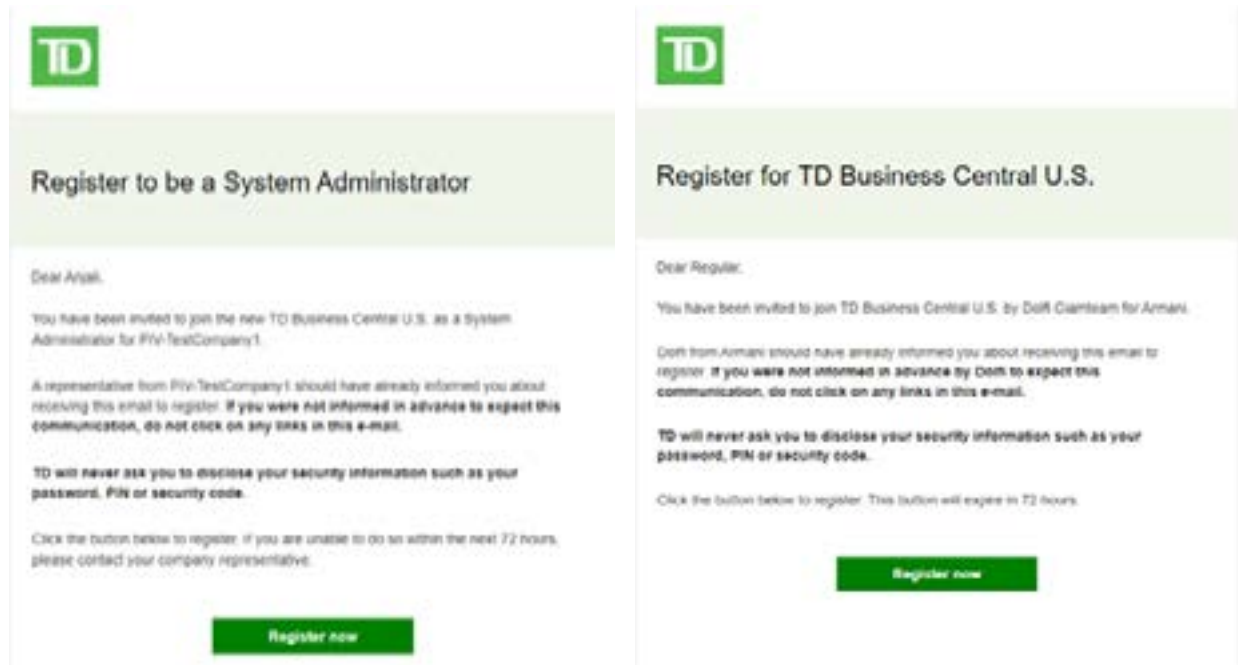 TD
Register to be a System Administrator
Dear Anjali,
You have been invited to join the new TD Business Central U.S. as a System
Administrator for PIV-TestCompany1.
A representative from PIV-TestCompany1 should have already informed you about
receiving this email to register. If you were not informed in advance to expect this
communication, do not click on any links in this e-mail.
TD will never ask you to disclose your security information such as your
password, PIN or security code.
Click the button below to register. If you are unable to do so within the next 72 hours,
please contact your company representative.
Register now
TD
Register for TD Business Central U.S.
Dear Regular,
You have been invited to join TD Business Central U.S. by for Armani.
from Armani should have already informed you about receiving this email to
register. If you were not informed in advance by to expect this
communication, do not click on any links in this e-mail.
TD will never ask you to disclose your security information such as your
password, PIN or security code.
Click the button below to register. This button will expire in 72 hours.
Register now